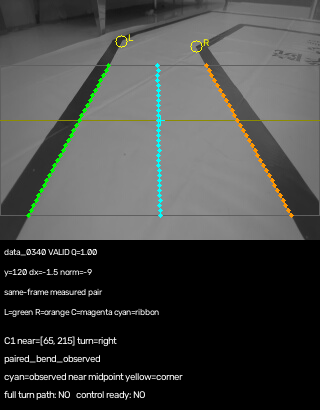 L R
data_0340 VALID Q=1.00
y=120 dx=-1.5 norm=-9
same-frame measured pair
L=green R=orange C=magenta cyan=ribbon
C1 near=[65, 215] turn=right
paired_bend_observed
cyan=observed near midpoint yellow=corner
full turn path: NO control ready: NO